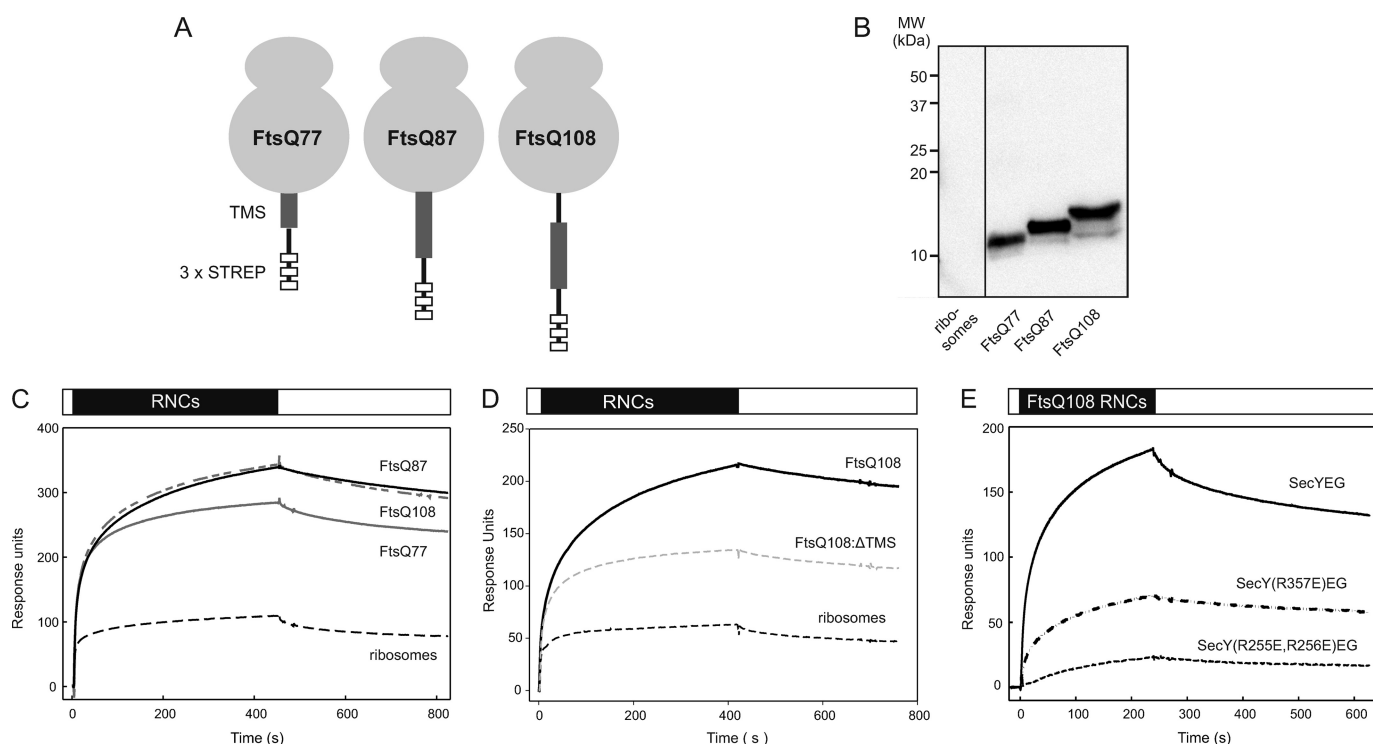 A
FtsQ77
FtsQ87
FtsQ108
TMS
3 x STREP
B
MW
(kDa)
50
37
25
20
10
ribo-
somes
FtsQ77
FtsQ87
FtsQ108
C
RNCs
400
300
200
100
0
Response units
FtsQ87
FtsQ108
FtsQ77
ribosomes
0
200
400
600
800
Time (s)
D
RNCs
250
200
150
100
50
0
Response Units
FtsQ108
FtsQ108:ΔTMS
ribosomes
0
200
400
600
800
Time ( s )
E
FtsQ108 RNCs
200
150
100
50
0
Response units
SecYEG
SecY(R357E)EG
SecY(R255E,R256E)EG
0
100
200
300
400
500
600
Time (s)